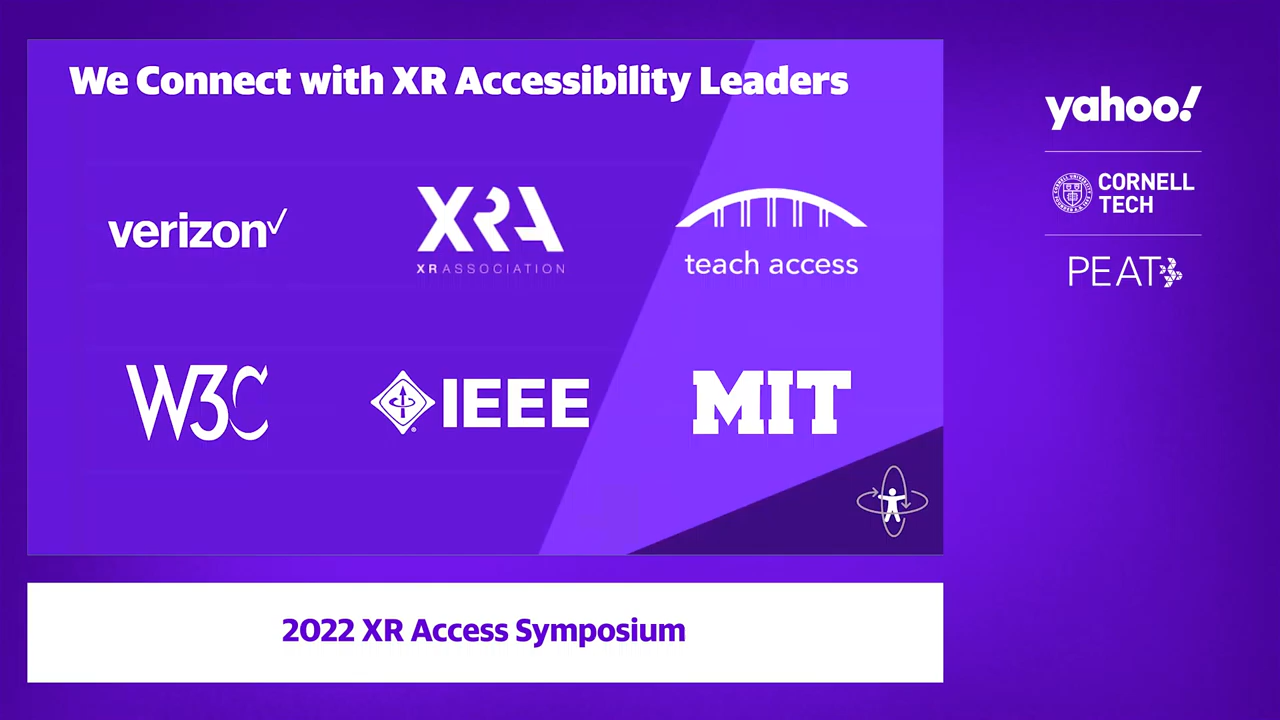 We Connect with XR Accessibility Leaders
verizon
XRA
XR ASSOCIATION
teach access
W3C
IEEE
MIT
2022 XR Access Symposium
yahoo!
CORNELL
TECH
PEAT